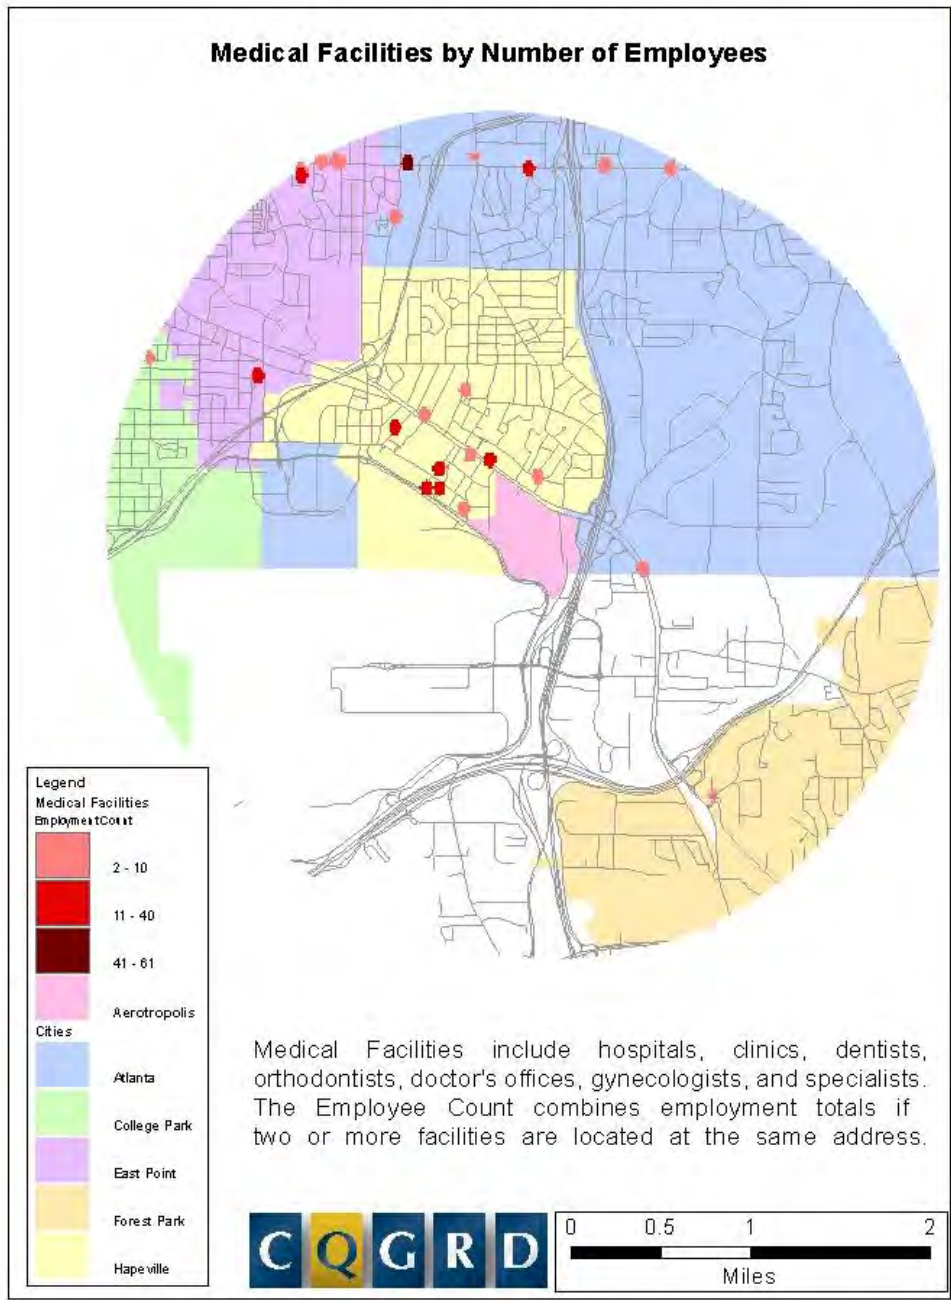 Medical Facilities by Number of Employees
Legend
Medical Facilities
EmploymentCount
2 - 10
11 - 40
41 - 61
Aerotropolis
Cities
Atlanta
College Park
East Point
Forest Park
Hapeville
Medical Facilities include hospitals, clinics, dentists,
orthodontists, doctor's offices, gynecologists, and specialists.
The Employee Count combines employment totals if
two or more facilities are located at the same address.
C Q G R D
0 0.5 1 2
Miles